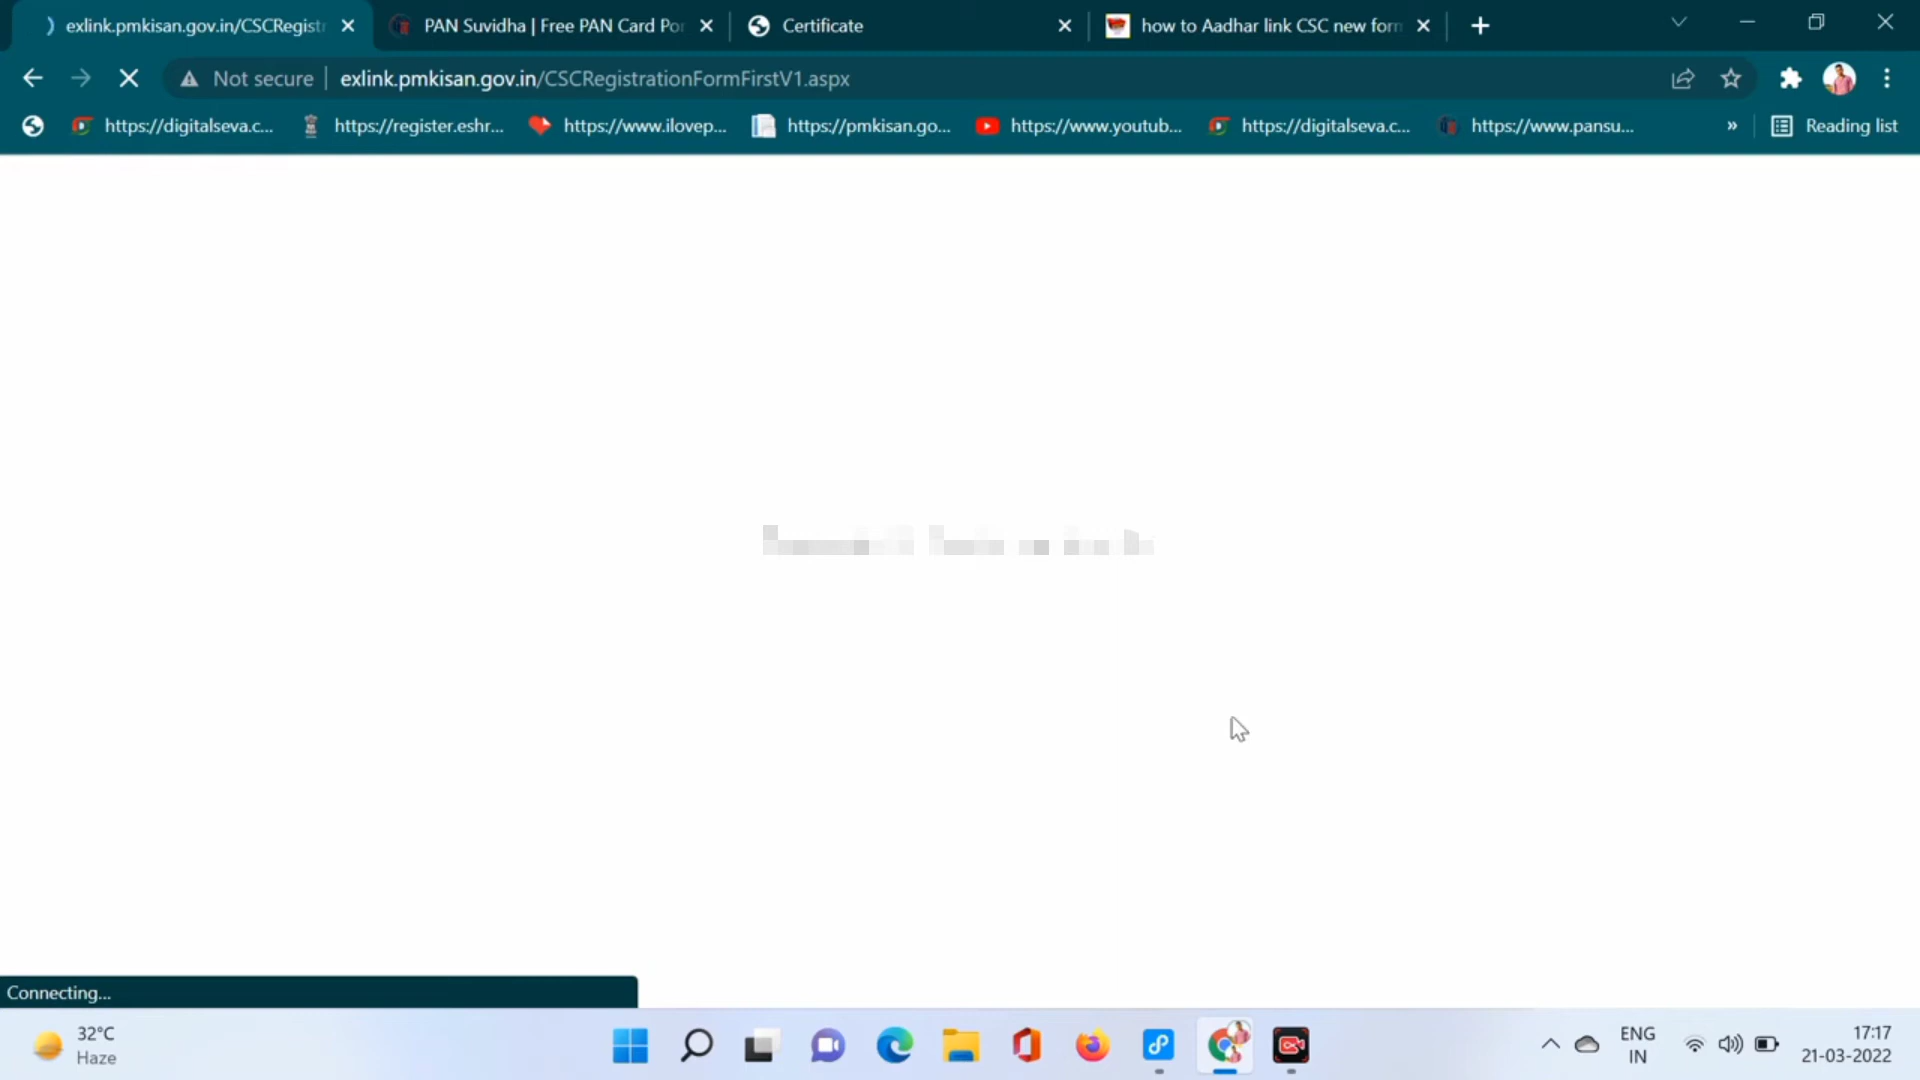 exlink.pmkisan.gov.in/CSCRegistr
PAN Suvidha | Free PAN Card Por
Certificate
how to Aadhar link CSC new form
Not secure
exlink.pmkisan.gov.in/CSCRegistrationFormFirstV1.aspx
https://digitalseva.c...
https://register.eshr...
https://www.ilovep...
https://pmkisan.go...
https://www.youtub...
https://digitalseva.c...
https://www.pansu...
»
Reading list
Connecting...
32°C
Haze
ENG
IN
17:17
21-03-2022